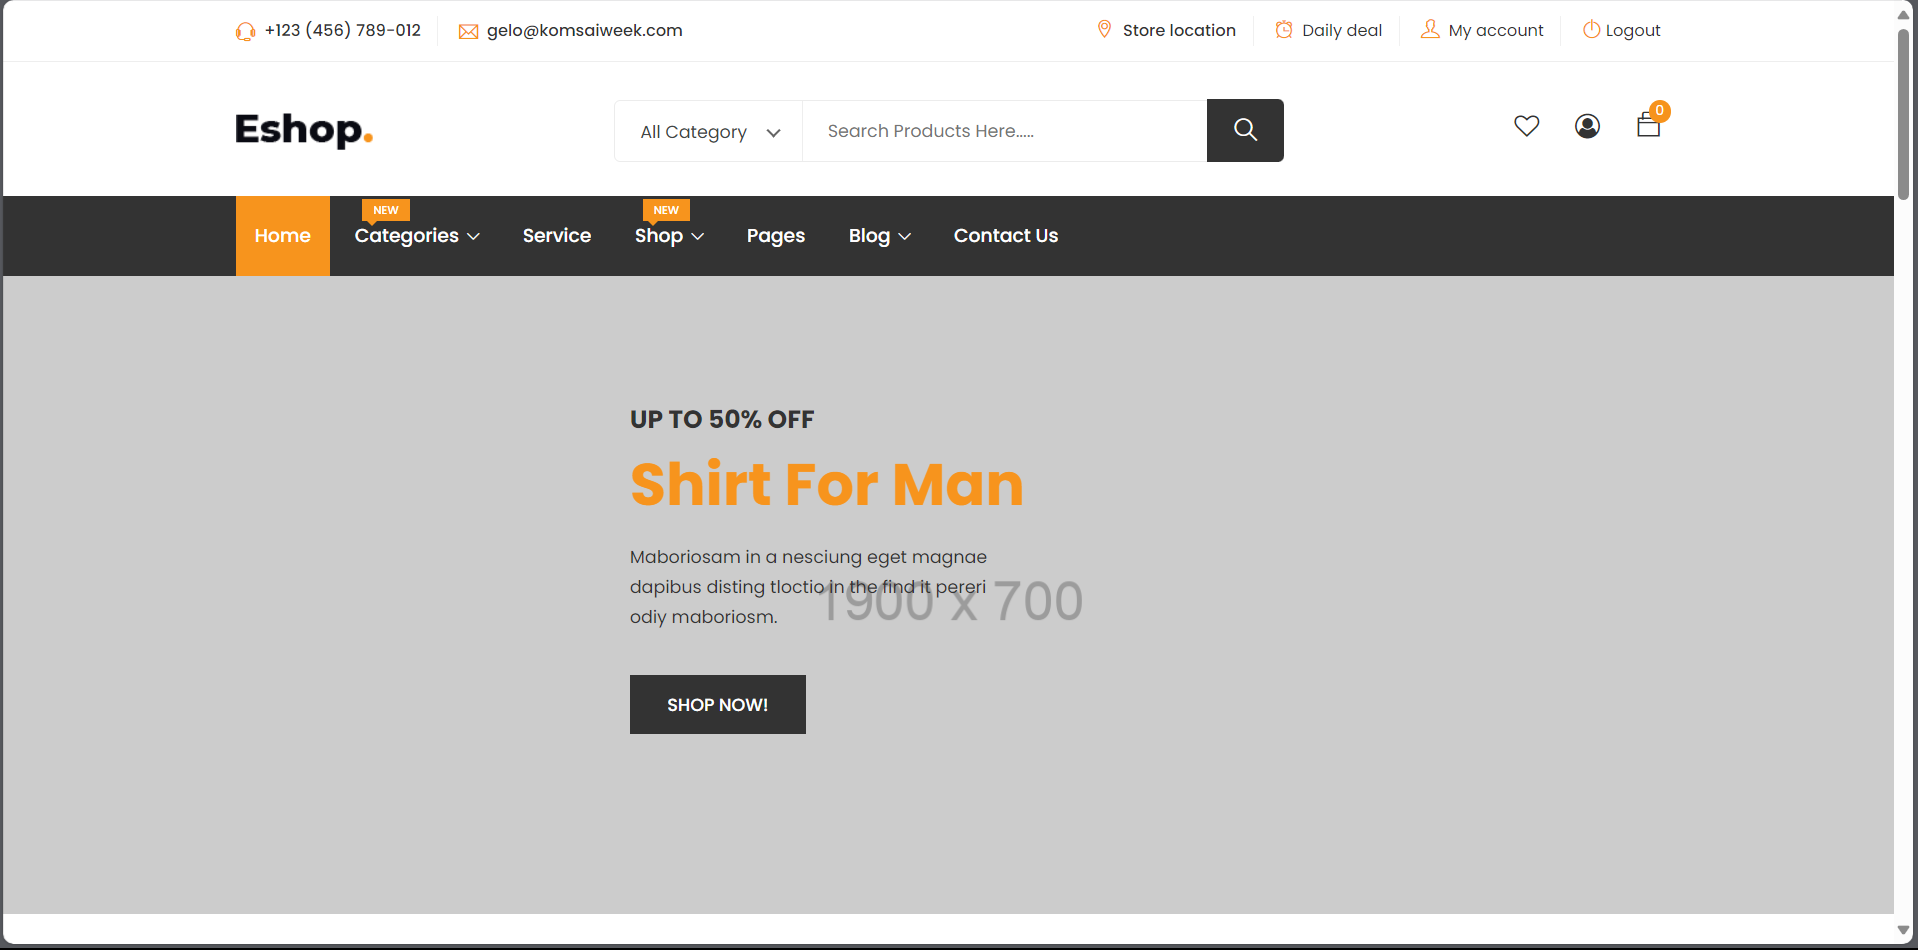 +123 (456) 789-012
gelo@komsaiweek.com
Store location
Daily deal
My account
Logout
Eshop.
All Category
Search Products Here.....
0
Home
NEW
Categories
Service
NEW
Shop
Pages
Blog
Contact Us
UP TO 50% OFF
Shirt For Man
Maboriosam in a nesciung eget magnae
dapibus disting tloctio in the find it pereri
odiy maboriosm.
1900 x 700
SHOP NOW!